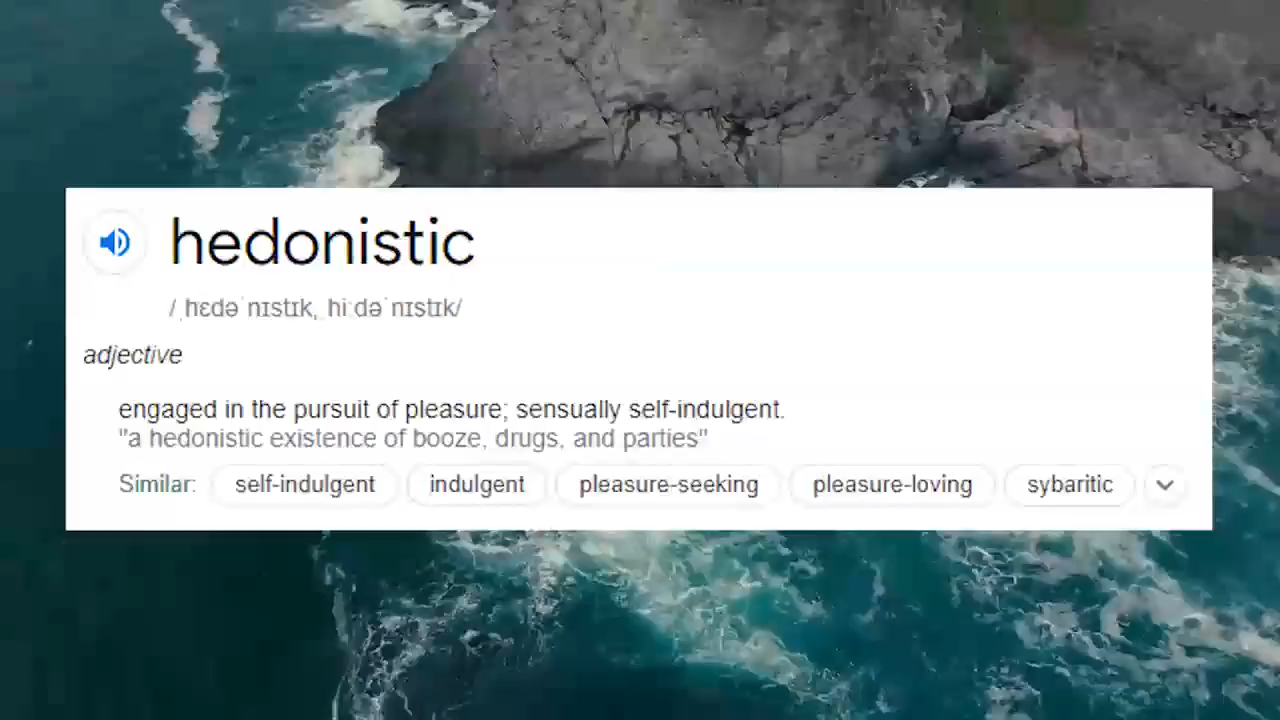 hedonistic
/ˌhɛdəˈnɪstɪk, ˌhiːdəˈnɪstɪk/
adjective
engaged in the pursuit of pleasure; sensually self-indulgent.
"a hedonistic existence of booze, drugs, and parties"
Similar: self-indulgent indulgent pleasure-seeking pleasure-loving sybaritic